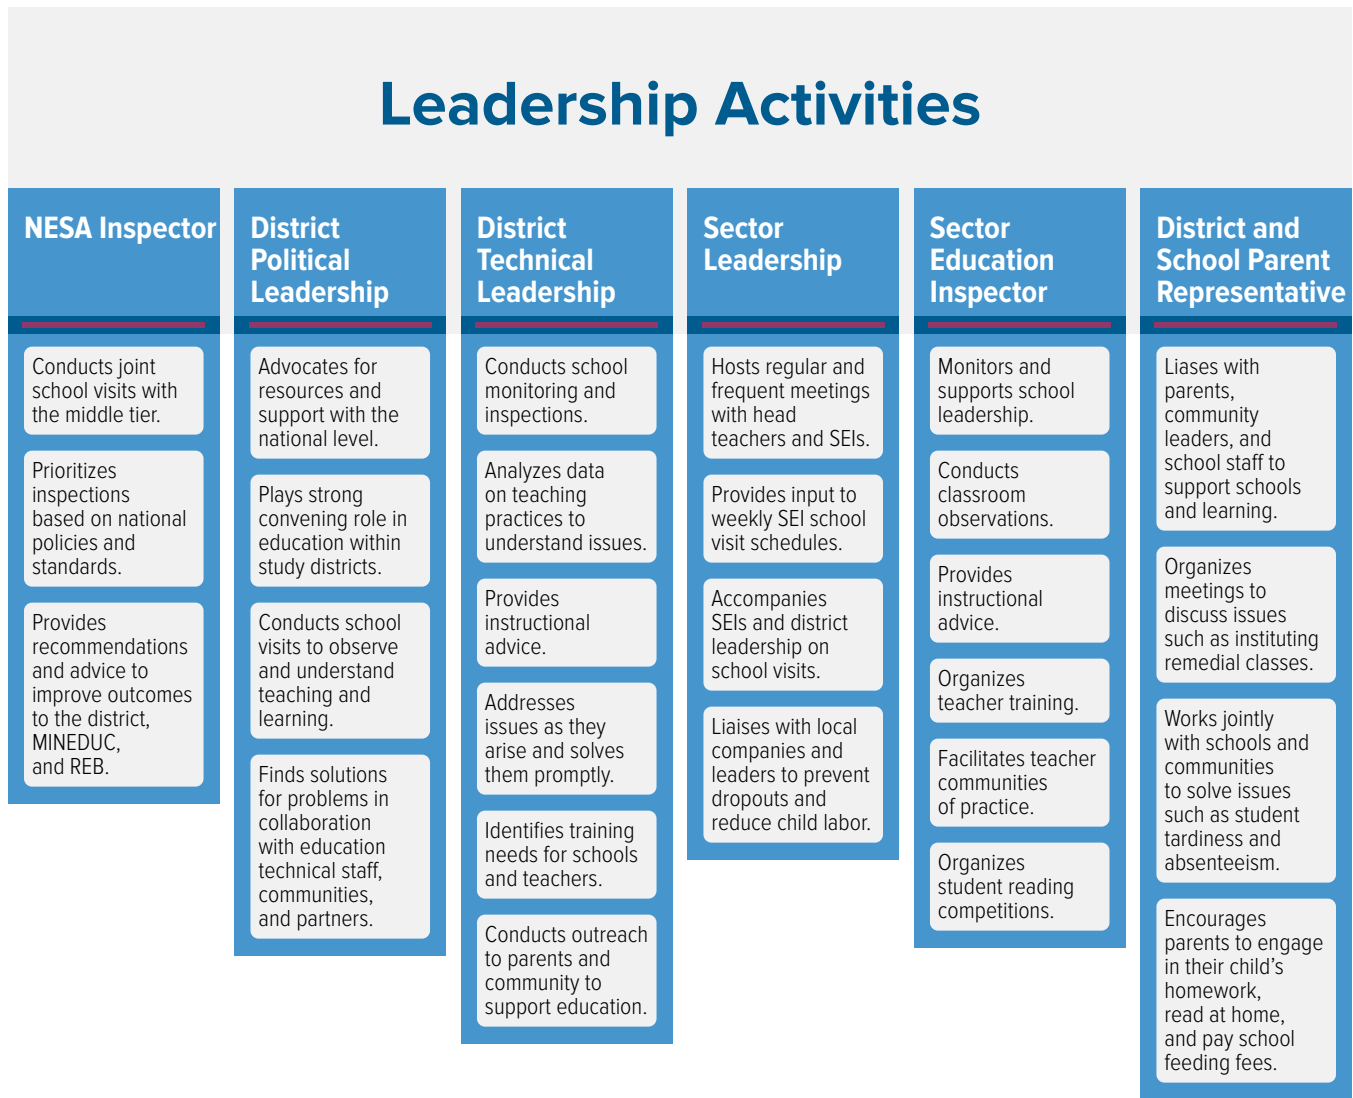 Leadership Activities
NESA Inspector
Conducts joint
school visits with
the middle tier.
Prioritizes
inspections
based on national
policies and
standards.
Provides
recommendations
and advice to
improve outcomes
to the district,
MINEDUC,
and REB.
District
Political
Leadership
Advocates for
resources and
support with the
national level.
Plays strong
convening role in
education within
study districts.
Conducts school
visits to observe
and understand
teaching and
learning.
Finds solutions
for problems in
collaboration
with education
technical staff,
communities,
and partners.
District
Technical
Leadership
Conducts school
monitoring and
inspections.
Analyzes data
on teaching
practices to
understand issues.
Provides
instructional
advice.
Addresses
issues as they
arise and solves
them promptly.
Identifies training
needs for schools
and teachers.
Conducts outreach
to parents and
community to
support education.
Sector
Leadership
Hosts regular and
frequent meetings
with head
teachers and SEIs.
Provides input to
weekly SEI school
visit schedules.
Accompanies
SEIs and district
leadership on
school visits.
Liaises with local
companies and
leaders to prevent
dropouts and
reduce child labor.
Sector
Education
Inspector
Monitors and
supports school
leadership.
Conducts
classroom
observations.
Provides
instructional
advice.
Organizes
teacher training.
Facilitates teacher
communities
of practice.
Organizes
student reading
competitions.
District and
School Parent
Representative
Liases with
parents,
community
leaders, and
school staff to
support schools
and learning.
Organizes
meetings to
discuss issues
such as instituting
remedial classes.
Works jointly
with schools and
communities
to solve issues
such as student
tardiness and
absenteeism.
Encourages
parents to engage
in their child’s
homework,
read at home,
and pay school
feeding fees.